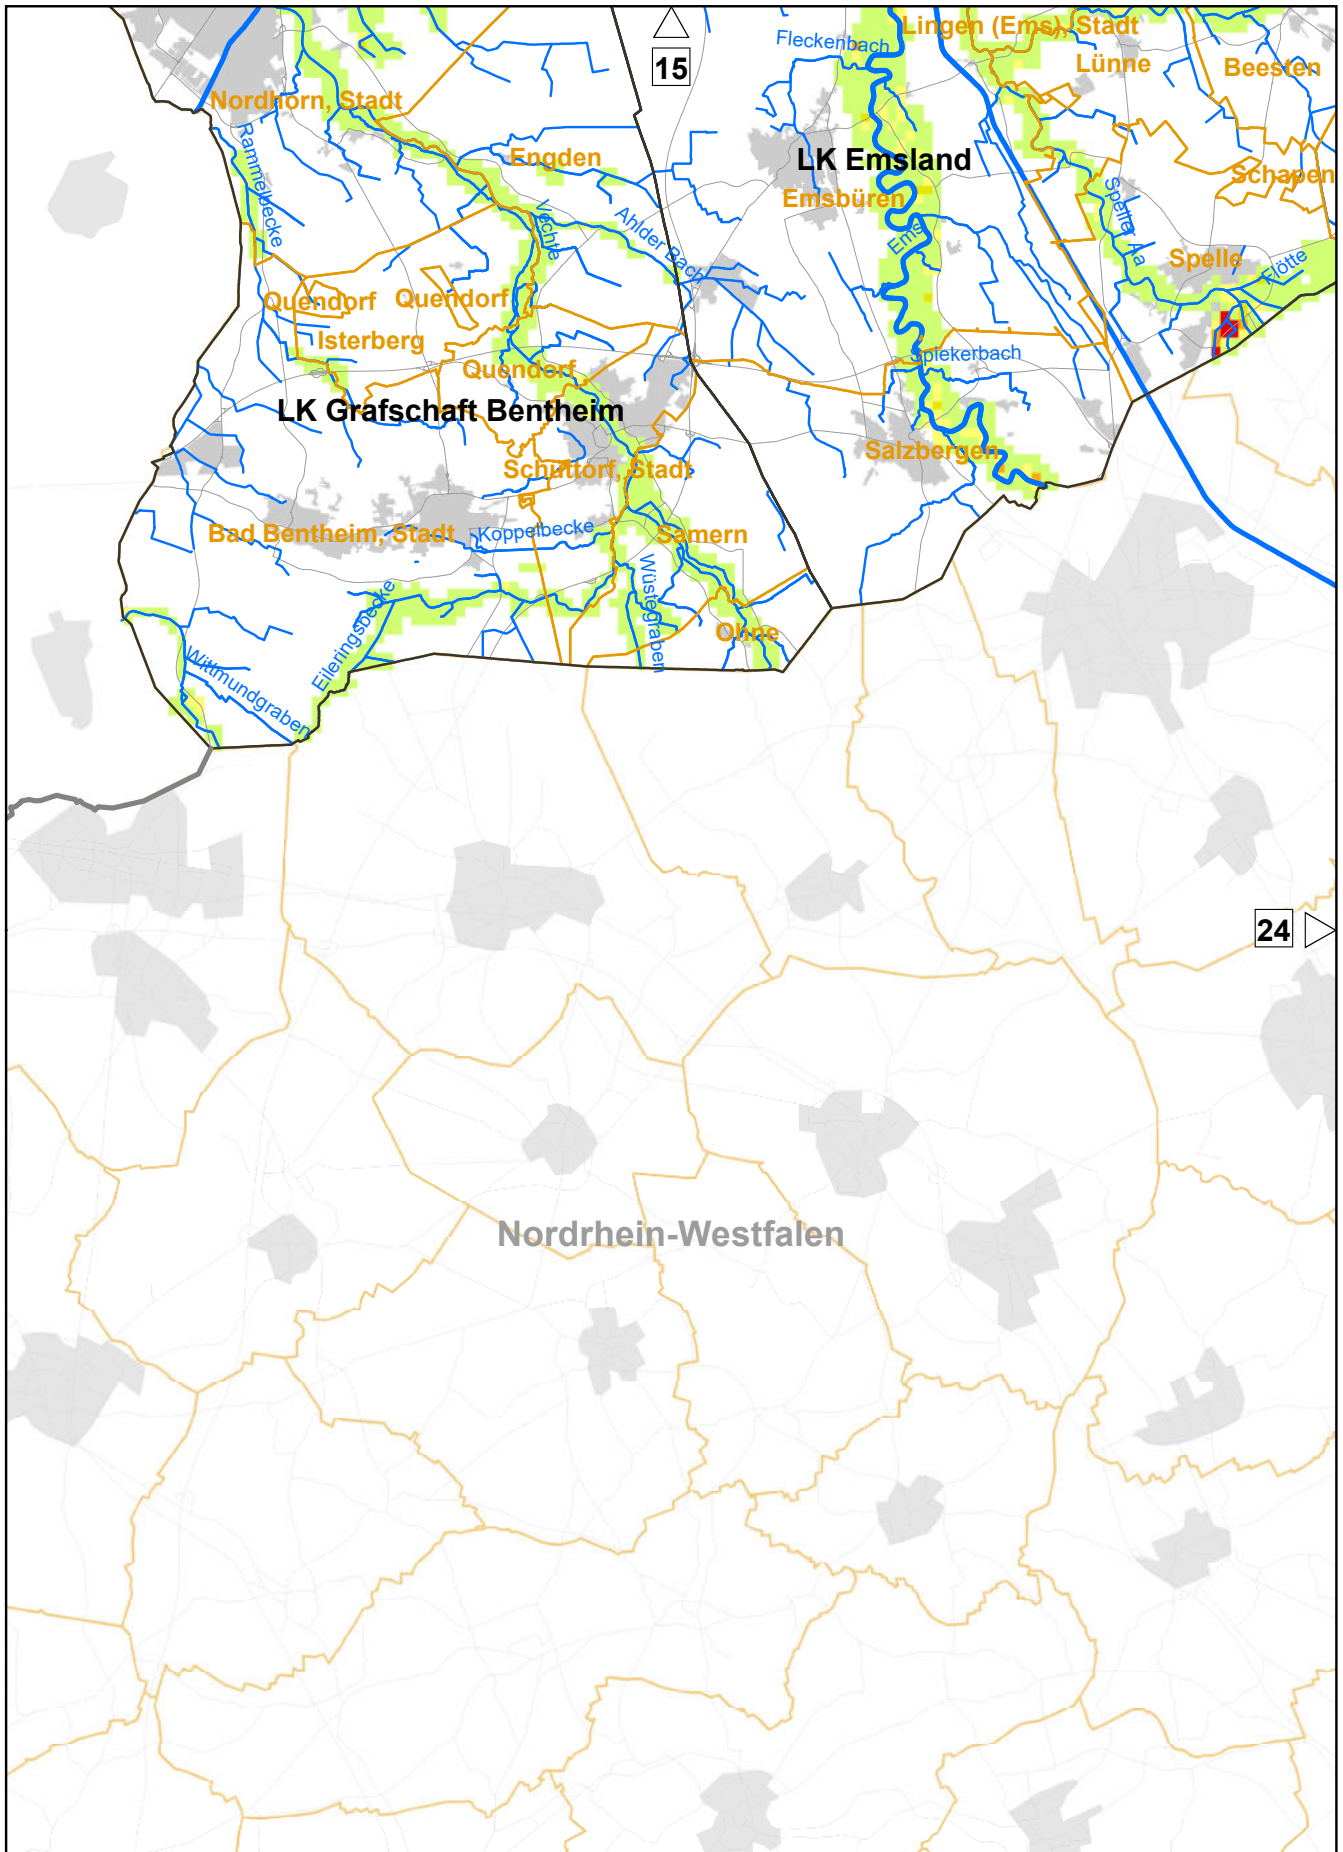 Lingen (Ems), Stadt
Fleckenbach
15
Lünne
Beesten
Nordhorn, Stadt
Rammelbecke
Engden
LK Emsland
Schapen
Emsbüren
Speller Aa
Vechte
Ahlder Bach
Ems
Spelle
Flötte
Quendorf
Quendorf
Isterberg
Spiekerbach
Quendorf
LK Grafschaft Bentheim
Salzbergen
Schüttorf, Stadt
Bad Bentheim, Stadt
Koppelbecke
Samern
Wüstegraben
Eileringsbecke
Ohne
Wittmundgraben
24
Nordrhein-Westfalen